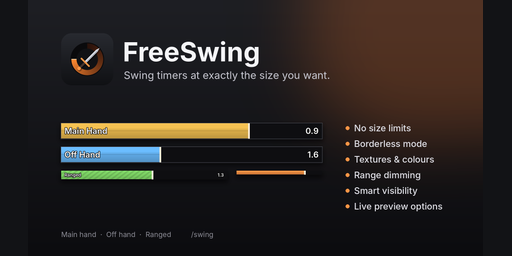 FreeSwing
Swing timers at exactly the size you want.
Main Hand 0.9
Off Hand 1.6
Ranged 1.3
No size limits
Borderless mode
Textures & colours
Range dimming
Smart visibility
Live preview options
Main hand · Off hand · Ranged /swing